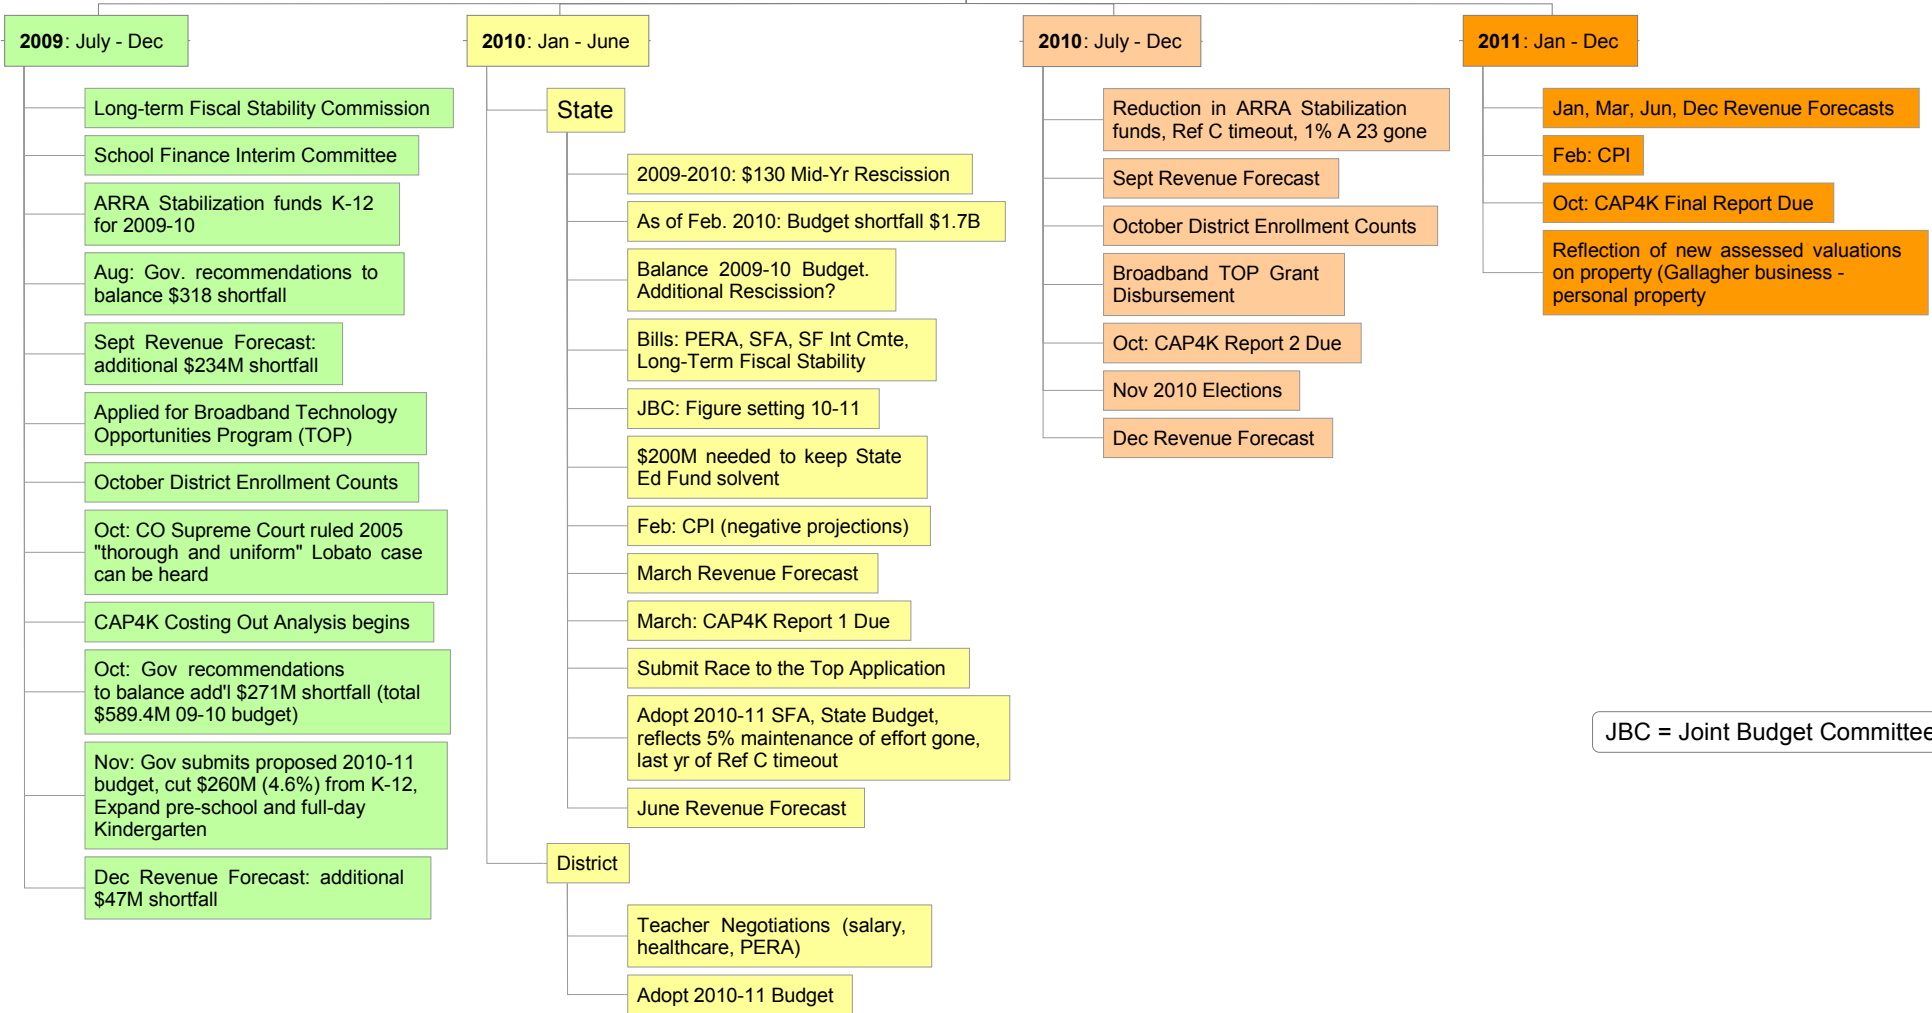 2009: July - Dec
Long-term Fiscal Stability Commission
School Finance Interim Committee
ARRA Stabilization funds K-12
for 2009-10
Aug: Gov. recommendations to
balance $318 shortfall
Sept Revenue Forecast:
additional $234M shortfall
Applied for Broadband Technology
Opportunities Program (TOP)
October District Enrollment Counts
Oct: CO Supreme Court ruled 2005
"thorough and uniform" Lobato case
can be heard
CAP4K Costing Out Analysis begins
Oct: Gov recommendations
to balance add'l $271M shortfall (total
$589.4M 09-10 budget)
Nov: Gov submits proposed 2010-11
budget, cut $260M (4.6%) from K-12,
Expand pre-school and full-day
Kindergarten
Dec Revenue Forecast: additional
$47M shortfall
2010: Jan - June
State
2009-2010: $130 Mid-Yr Rescission
As of Feb. 2010: Budget shortfall $1.7B
Balance 2009-10 Budget.
Additional Rescission?
Bills: PERA, SFA, SF Int Cmte,
Long-Term Fiscal Stability
JBC: Figure setting 10-11
$200M needed to keep State
Ed Fund solvent
Feb: CPI (negative projections)
March Revenue Forecast
March: CAP4K Report 1 Due
Submit Race to the Top Application
Adopt 2010-11 SFA, State Budget,
reflects 5% maintenance of effort gone,
last yr of Ref C timeout
June Revenue Forecast
District
Teacher Negotiations (salary,
healthcare, PERA)
Adopt 2010-11 Budget
2010: July - Dec
Reduction in ARRA Stabilization
funds, Ref C timeout, 1% A 23 gone
Sept Revenue Forecast
October District Enrollment Counts
Broadband TOP Grant
Disbursement
Oct: CAP4K Report 2 Due
Nov 2010 Elections
Dec Revenue Forecast
2011: Jan - Dec
Jan, Mar, Jun, Dec Revenue Forecasts
Feb: CPI
Oct: CAP4K Final Report Due
Reflection of new assessed valuations
on property (Gallagher business -
personal property
JBC = Joint Budget Committee